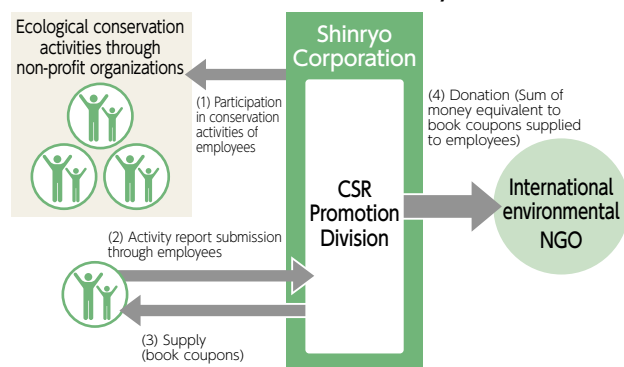 Ecological conservation
activities through
non-profit organizations
Shinryo
Corporation
(1) Participation
in conservation
activities of
employees
(4) Donation (Sum of
money equivalent to
book coupons supplied
to employees)
CSR
Promotion
Division
International
environmental
NGO
(2) Activity report submission
through employees
(3) Supply
(book coupons)